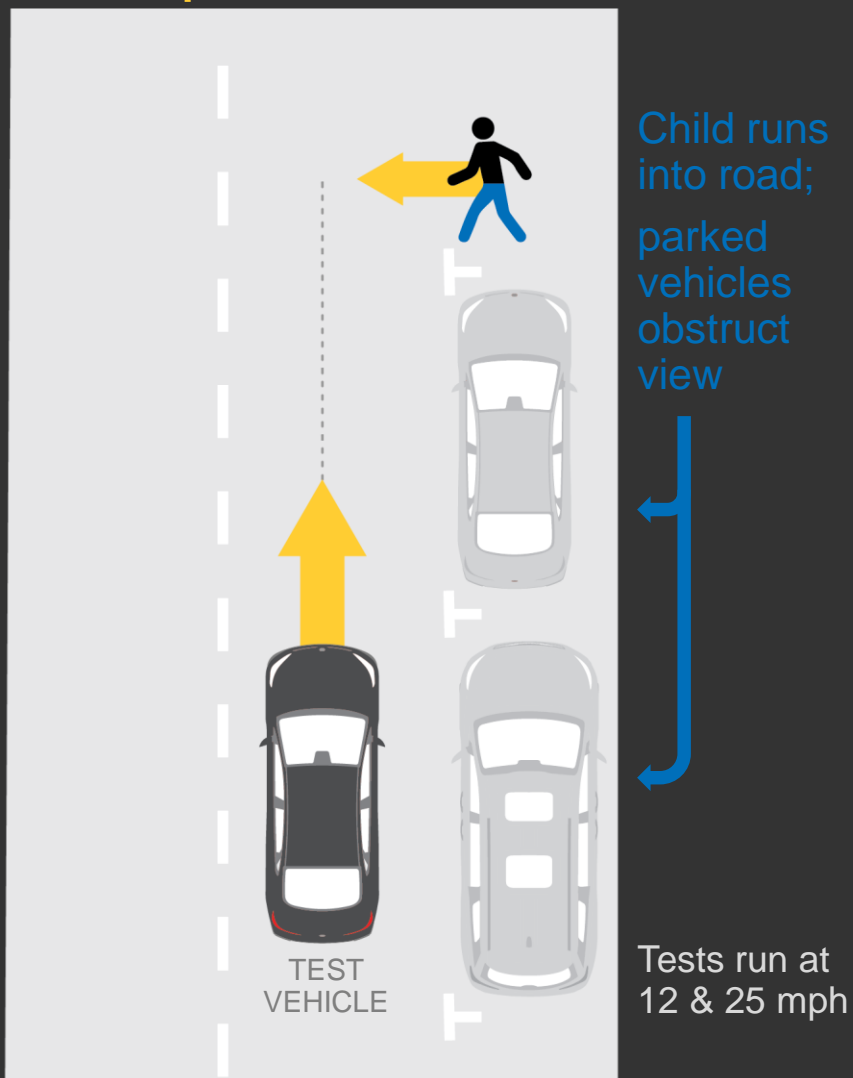 Child runs
into road;
parked
vehicles
obstruct
view
TEST
VEHICLE
Tests run at
12 & 25 mph